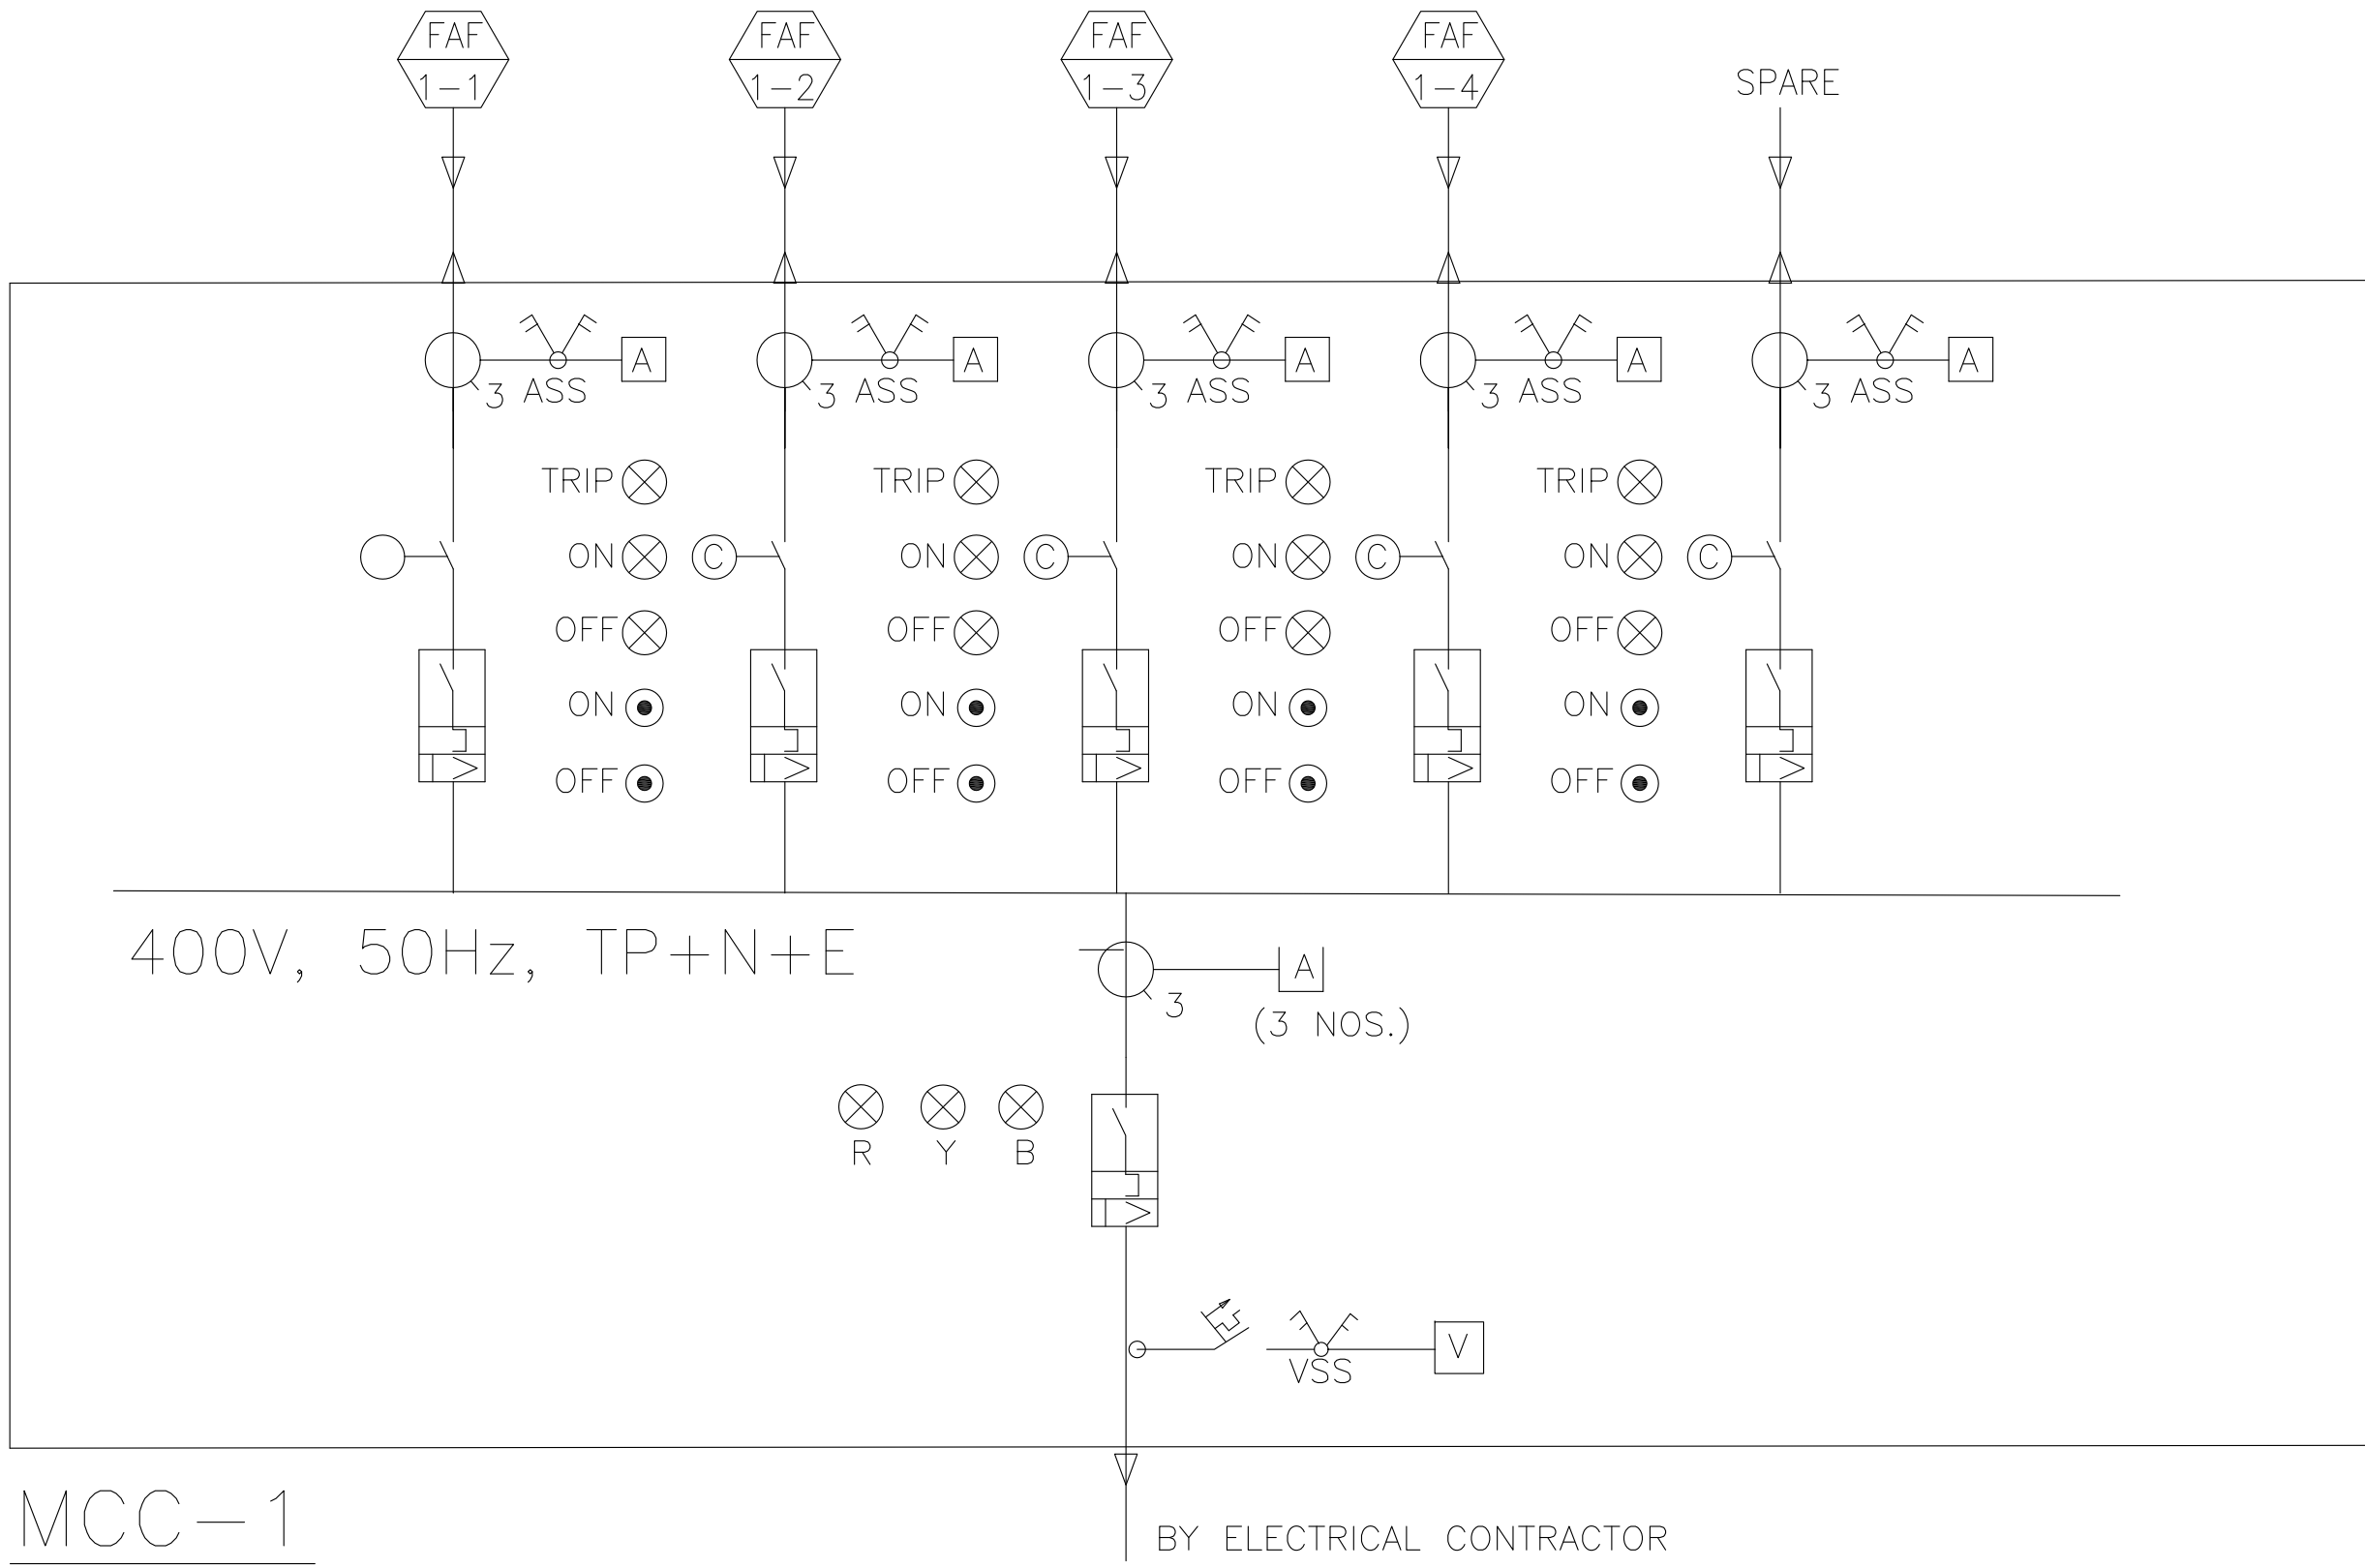 FAF FAF FAF FAF
1-1 1-2 1-3 1-4 SPARE
A A A A A
3 ASS 3 ASS 3 ASS 3 ASS 3 ASS
TRIP TRIP TRIP TRIP
ON C ON C ON C ON C
OFF OFF OFF OFF
ON ON ON ON
OFF OFF OFF OFF
400V, 50Hz, TP+N+E A
3
(3 NOS.)
R Y B
V
VSS
MCC-1
BY ELECTRICAL CONTRACTOR